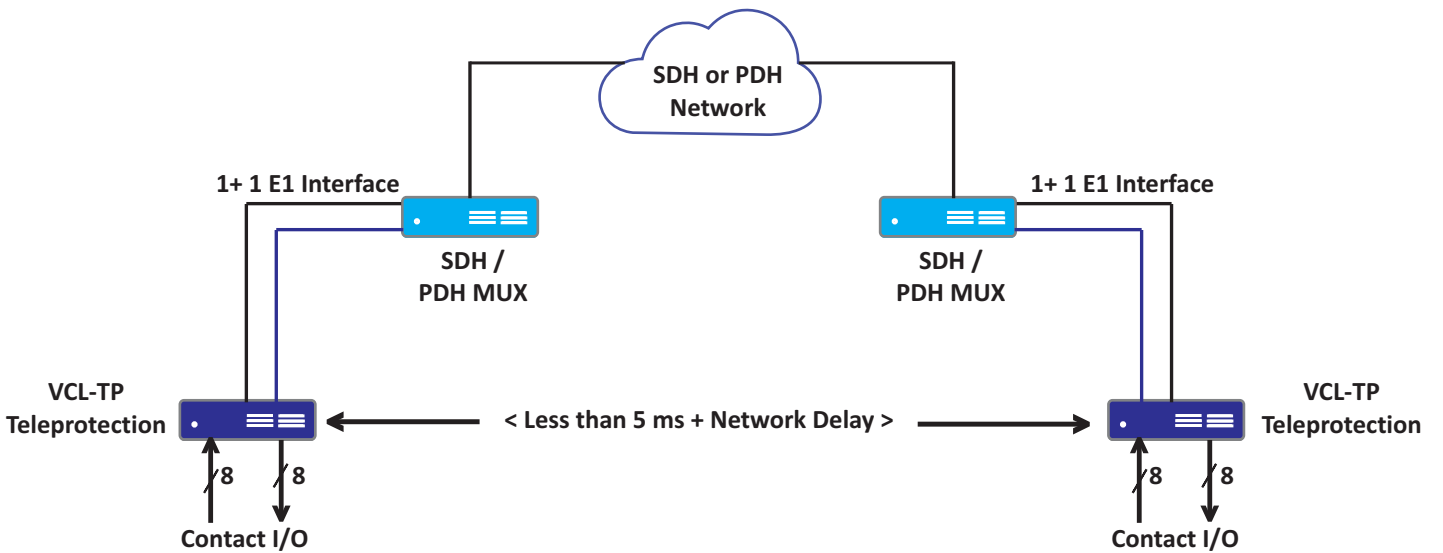 SDH or PDH
Network
1+ 1 E1 Interface
1+ 1 E1 Interface
SDH /
PDH MUX
SDH /
PDH MUX
VCL-TP
Teleprotection
< Less than 5 ms + Network Delay >
VCL-TP
Teleprotection
8
8
8
8
Contact I/O
Contact I/O